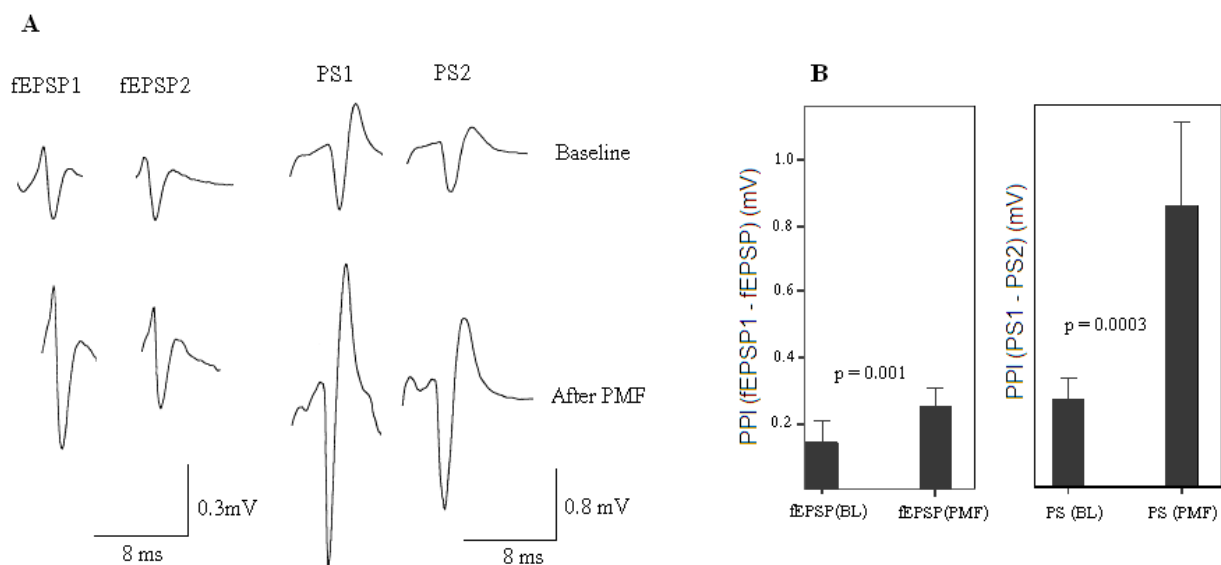 A
fEPSP1 fEPSP2 PS1 PS2
Baseline
After PMF
0.3mV
8 ms
0.8 mV
8 ms
B
PPI (fEPSP1 - fEPSP) (mV)
1.0
0.8
0.6
0.4
0.2
p = 0.001
fEPSP(BL) fEPSP(PMF)
PPI (PS1 - PS2) (mV)
p = 0.0003
PS (BL) PS (PMF)